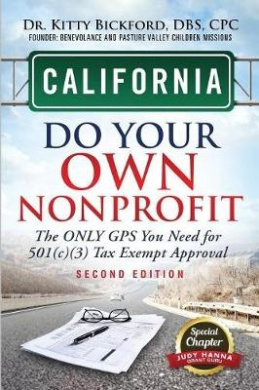 DR. KITTY BICKFORD, DBS, CPC
FOUNDER: BENEVOLANCE AND PASTURE VALLEY CHILDREN MISSIONS
CALIFORNIA
DO YOUR
OWN
NONPROFIT
The ONLY GPS You Need for
501(c)(3) Tax Exempt Approval
SECOND EDITION
Special
Chapter
JUDY HANNA
GRANT GURU